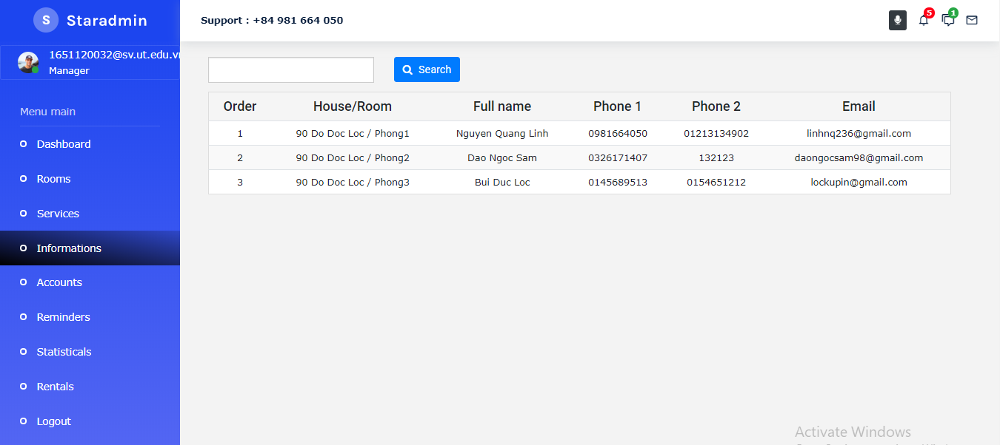 S Staradmin
Support : +84 981 664 050
5
1
1651120032@sv.ut.edu.vn
Manager
Menu main
Dashboard
Rooms
Services
Informations
Accounts
Reminders
Statisticals
Rentals
Logout
Search
Order House/Room Full name Phone 1 Phone 2 Email
1 90 Do Doc Loc / Phong1 Nguyen Quang Linh 0981664050 01213134902 linhnq236@gmail.com
2 90 Do Doc Loc / Phong2 Dao Ngoc Sam 0326171407 132123 daongocsam98@gmail.com
3 90 Do Doc Loc / Phong3 Bui Duc Loc 0145689513 0154651212 lockupin@gmail.com
Activate Windows